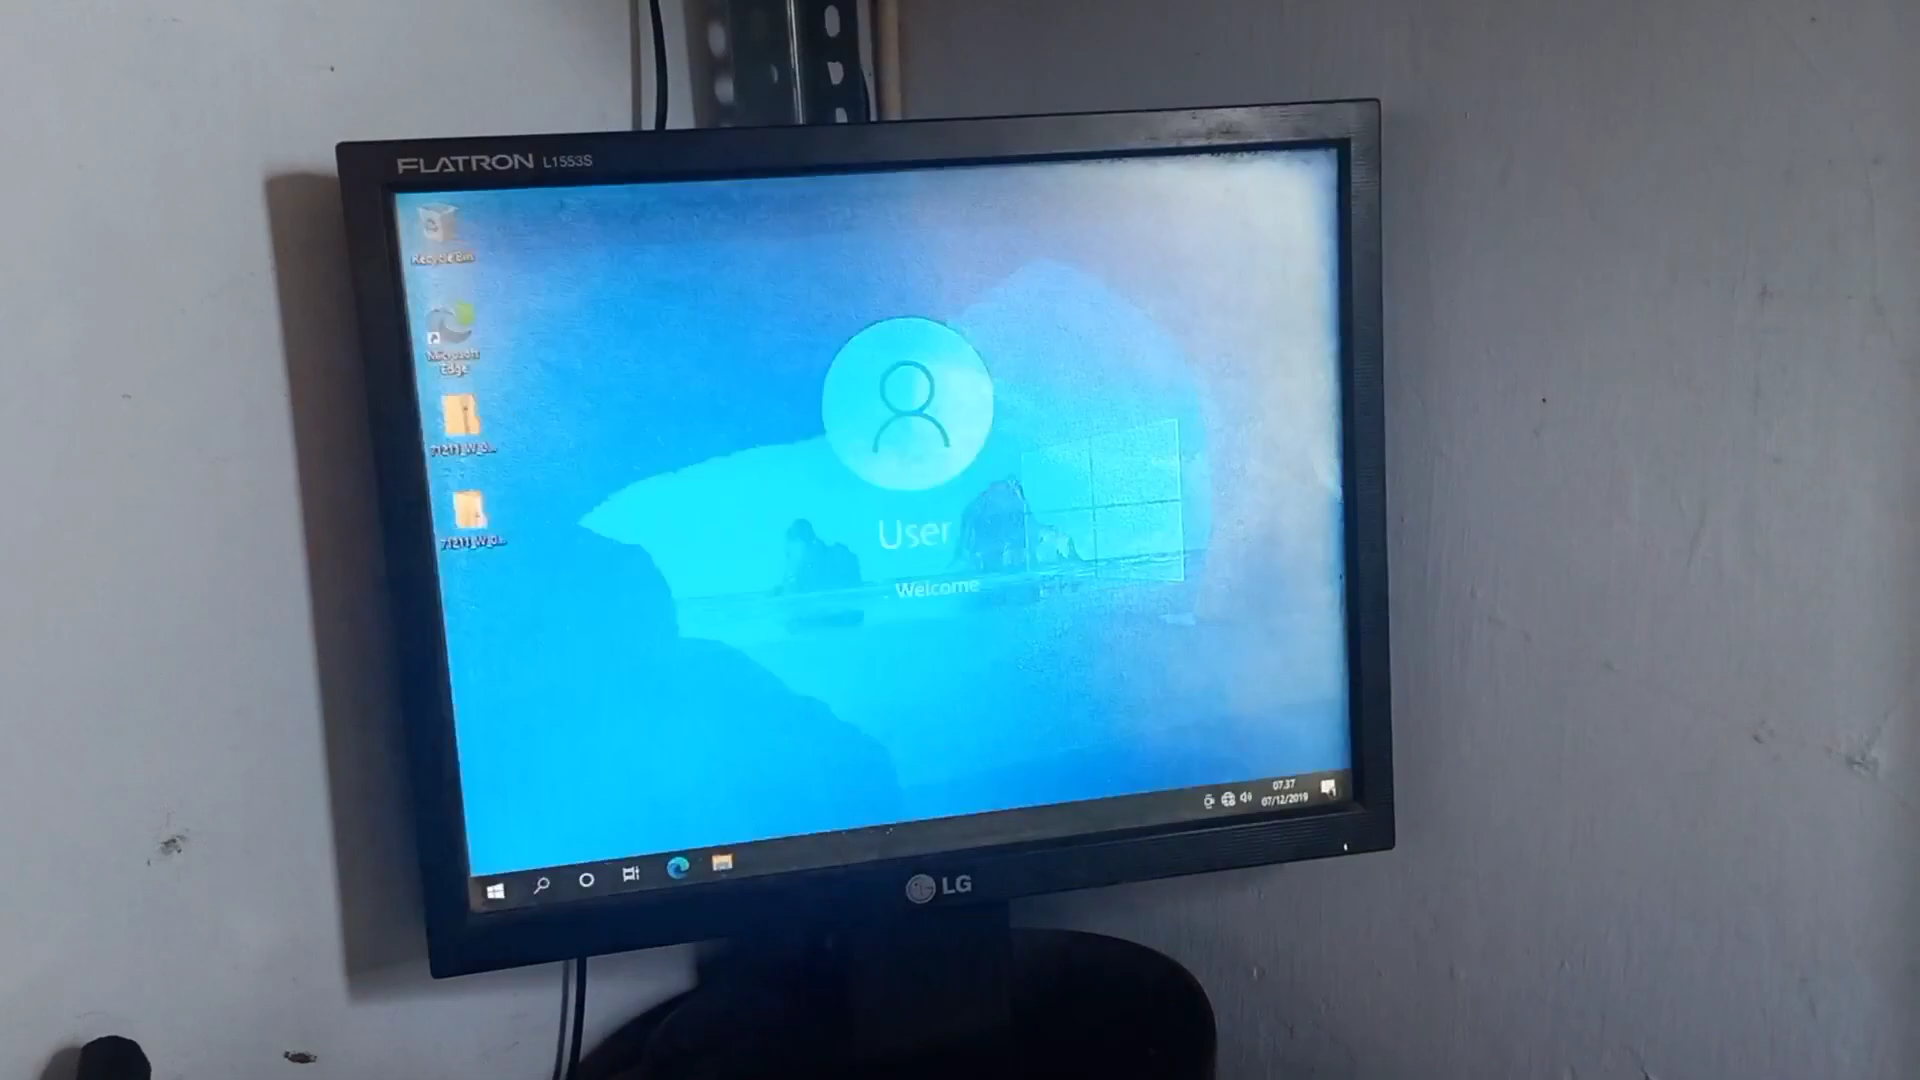 FLATRON L1553S
Recycle Bin
Microsoft
Edge
User
Welcome
07.37
07/12/2019
LG